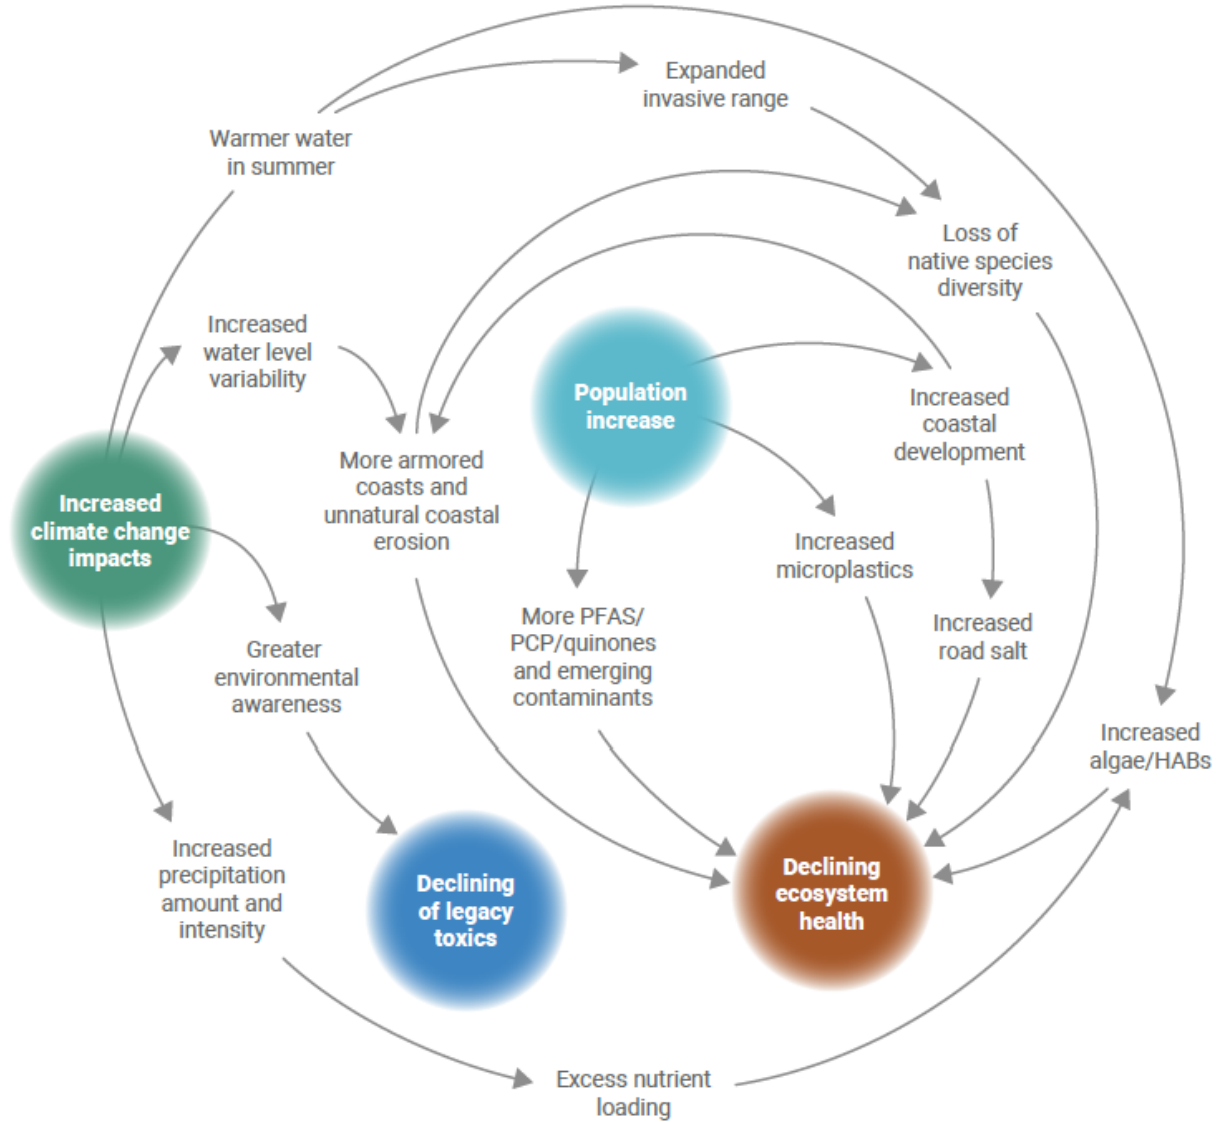 Expanded
invasive range
Warmer water
in summer
Loss of
native species
diversity
Increased
water level
variability
Population
increase
Increased
coastal
development
More armored
coasts and
unnatural coastal
erosion
Increased
climate change
impacts
Increased
microplastics
More PFAS/
PCP/quinones
and emerging
contaminants
Increased
road salt
Greater
environmental
awareness
Increased
algae/HABs
Increased
precipitation
amount and
intensity
Declining
of legacy
toxics
Declining
ecosystem
health
Excess nutrient
loading